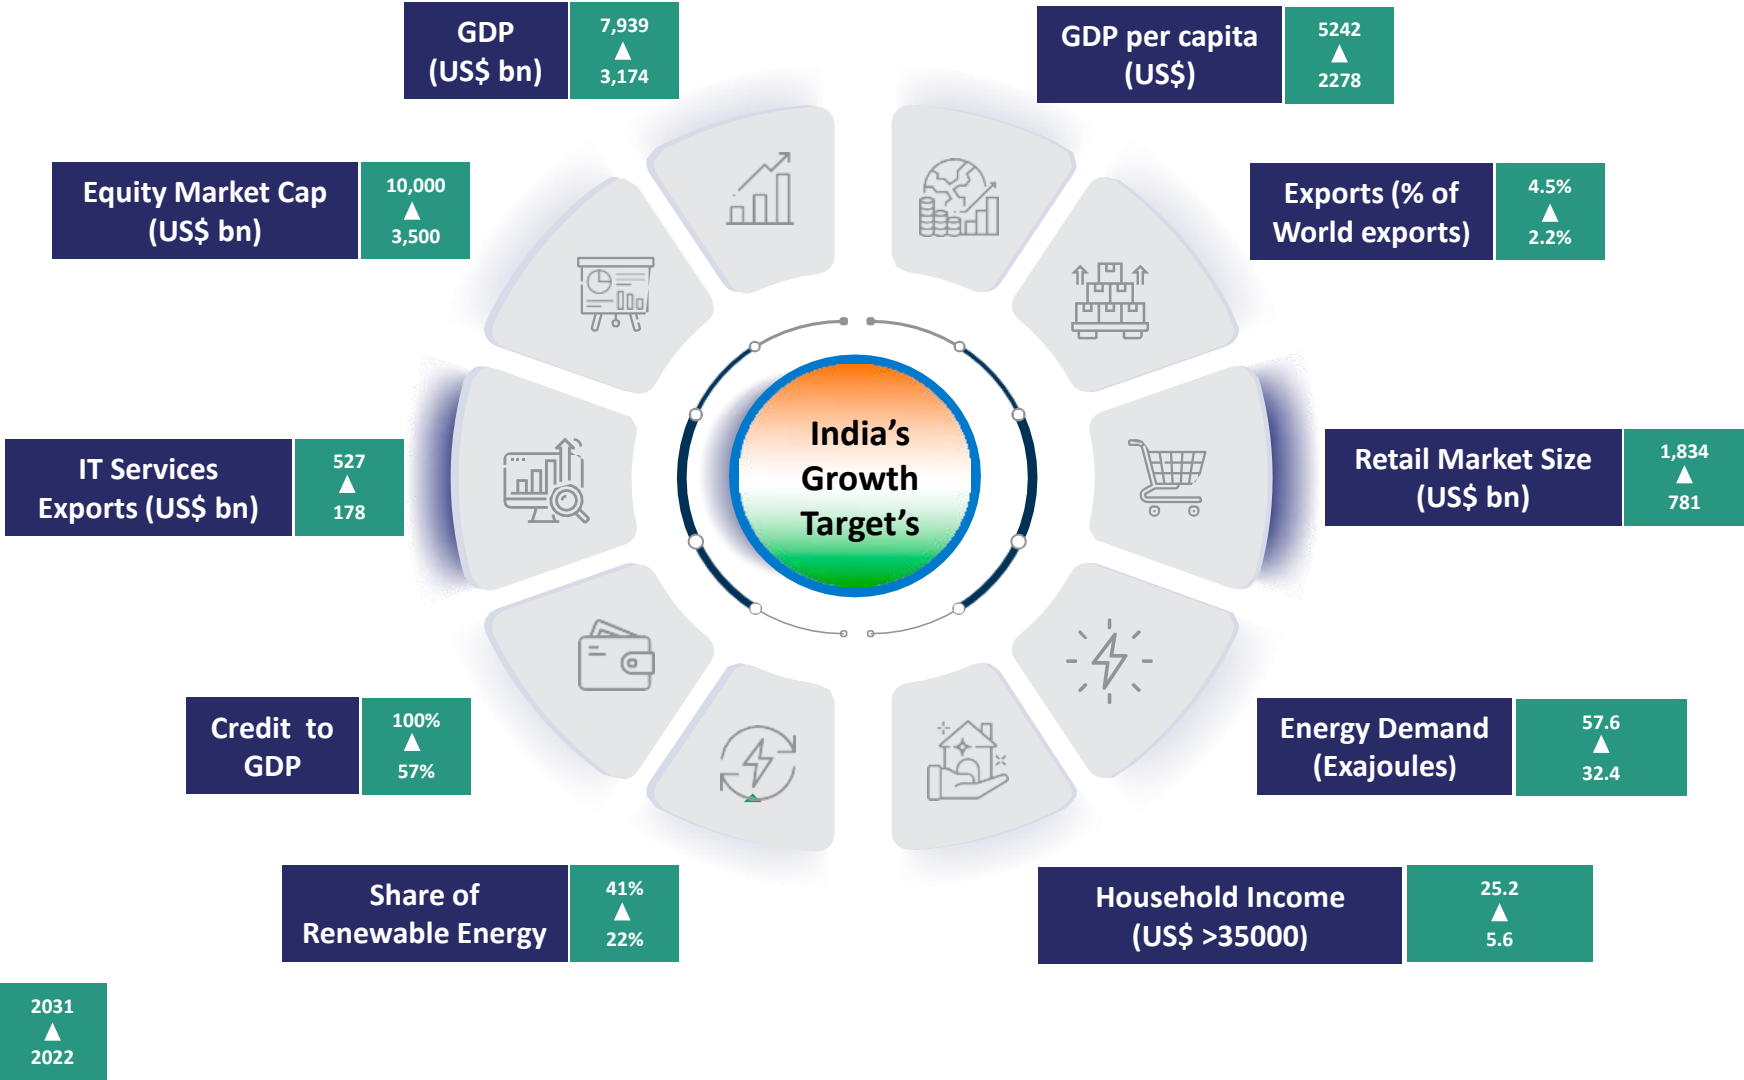 GDP
(US$ bn)
7,939
▲
3,174
GDP per capita
(US$)
5242
▲
2278
Equity Market Cap
(US$ bn)
10,000
▲
3,500
Exports (% of
World exports)
4.5%
▲
2.2%
IT Services
Exports (US$ bn)
527
▲
178
India’s
Growth
Target’s
Retail Market Size
(US$ bn)
1,834
▲
781
Credit to
GDP
100%
▲
57%
Energy Demand
(Exajoules)
57.6
▲
32.4
Share of
Renewable Energy
41%
▲
22%
Household Income
(US$ >35000)
25.2
▲
5.6
2031
▲
2022